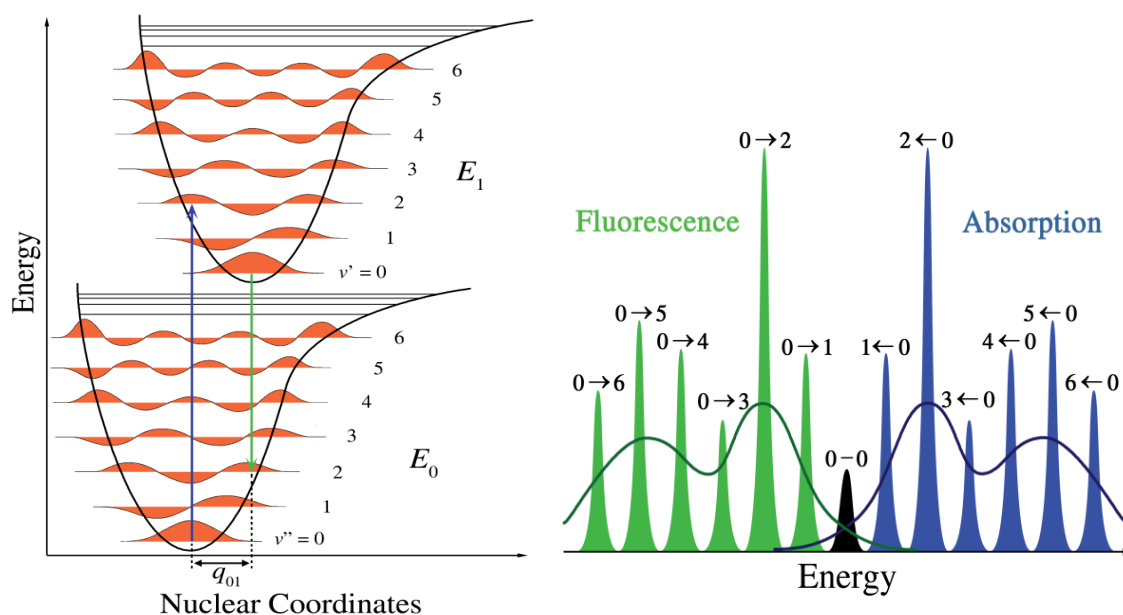 Energy
6
5
4
3
2
1
v' = 0
E₁
6
5
4
3
2
1
v'' = 0
E₀
q₀₁
Nuclear Coordinates
Fluorescence
Absorption
0→6
0→5
0→4
0→3
0→2
0→1
0-0
1←0
2←0
3←0
4←0
5←0
6←0
Energy